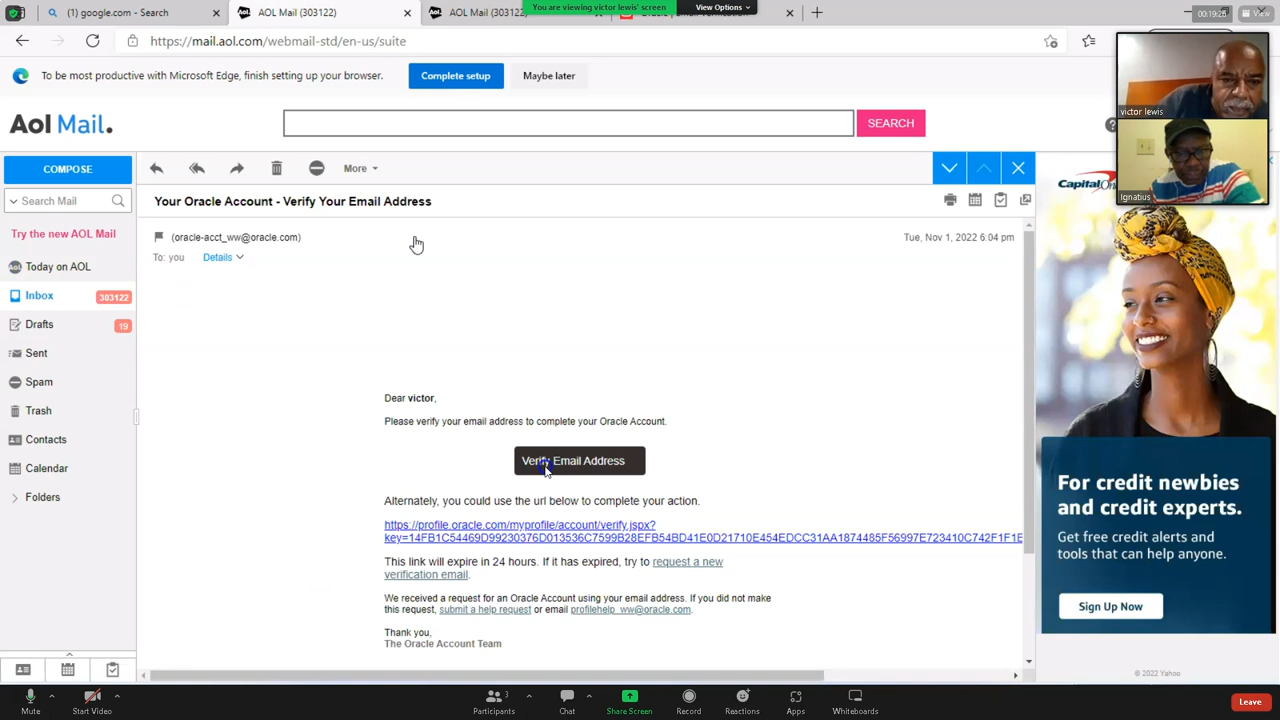 (1) google.com - Search
AOL Mail (303122)
AOL Mail (303122)
You are viewing victor lewis' screen
View Options
00:19:28
View
https://mail.aol.com/webmail-std/en-us/suite
To be most productive with Microsoft Edge, finish setting up your browser.
Complete setup
Maybe later
victor lewis
Ignatius
Aol Mail.
SEARCH
COMPOSE
More
Search Mail
Your Oracle Account - Verify Your Email Address
Try the new AOL Mail
(oracle-acct_ww@oracle.com)
Tue, Nov 1, 2022 6:04 pm
To: you
Details
Today on AOL
Inbox
303122
Drafts
19
Sent
Spam
Trash
Contacts
Calendar
Folders
Dear victor,
Please verify your email address to complete your Oracle Account.
Verify Email Address
Alternately, you could use the url below to complete your action.
https://profile.oracle.com/myprofile/account/verify.jspx?
key=14FB1C54469D99230376D013536C7599B28EFB54BD41E0D21710E454EDCC31AA1874485F56997E723410C742F1F1E
This link will expire in 24 hours. If it has expired, try to request a new
verification email.
We received a request for an Oracle Account using your email address. If you did not make
this request, submit a help request or email profilehelp_ww@oracle.com.
Thank you,
The Oracle Account Team
For credit newbies
and credit experts.
Get free credit alerts and
tools that can help anyone.
Sign Up Now
© 2022 Yahoo
Mute
Start Video
Participants
3
Chat
Share Screen
Record
Reactions
Apps
Whiteboards
Leave